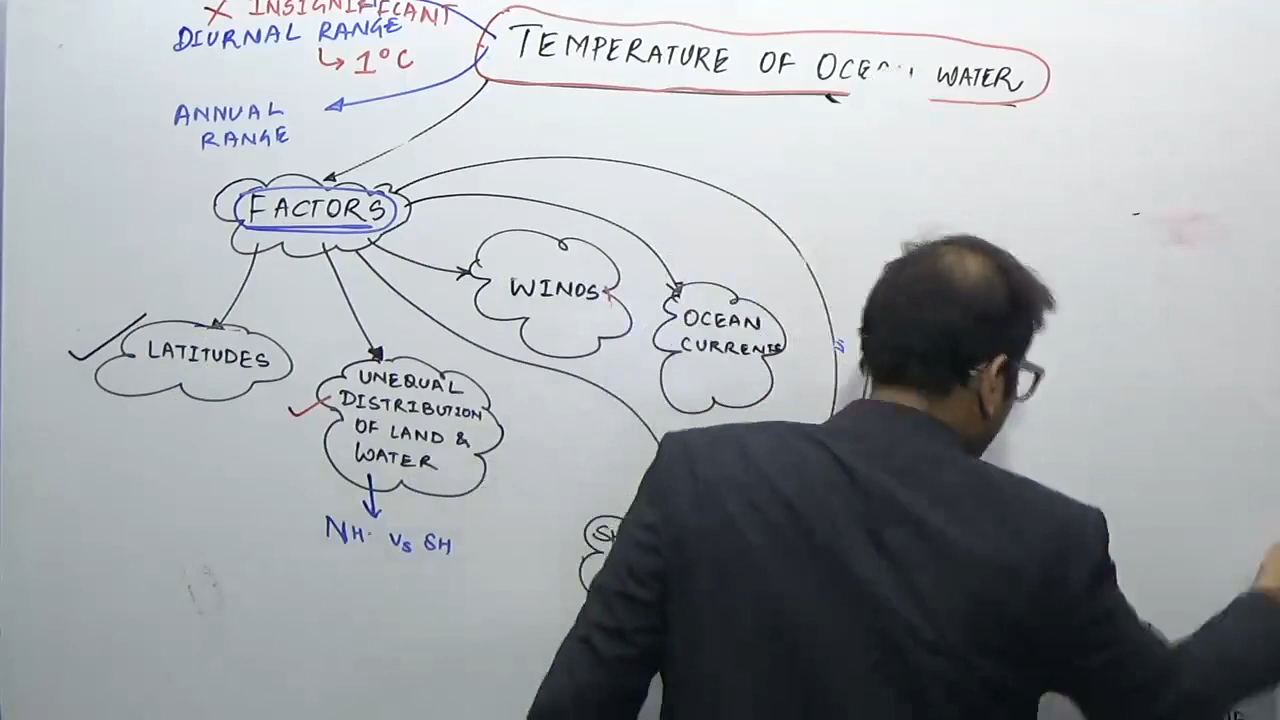 X INSIGNIFICANT
DIURNAL RANGE
↳ 1°C
TEMPERATURE OF OCEAN WATER
ANNUAL
RANGE
FACTORS
WINDS
OCEAN
CURRENTS
LATITUDES
UNEQUAL
DISTRIBUTION
OF LAND &
WATER
NH. Vs SH